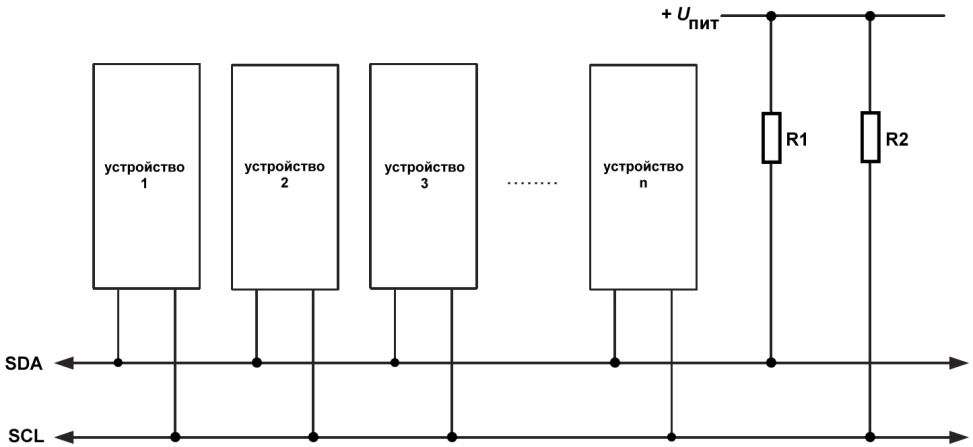 + Uпит
устройство
1
устройство
2
устройство
3
........
устройство
n
R1
R2
SDA
SCL